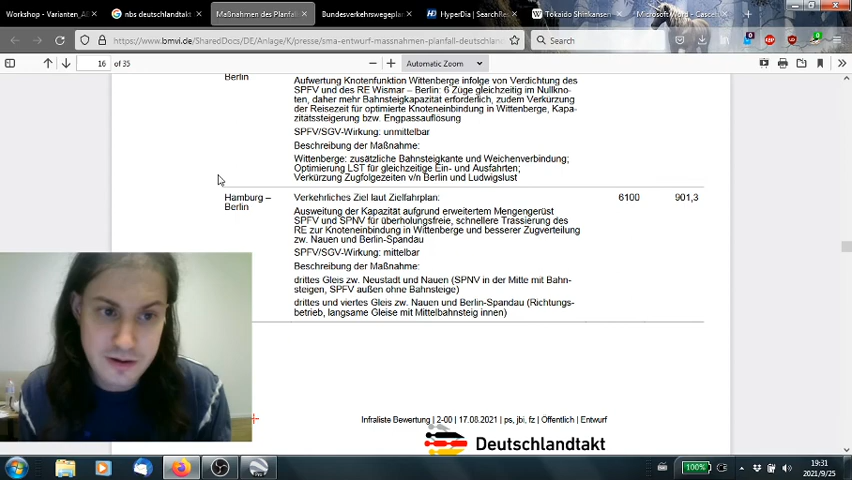 Workshop - Varianten_A
nbs deutschlandtakt
Maßnahmen des Planfal
Bundesverkehrswegeplan
HyperDia | SearchRe
Tōkaidō Shinkansen
Microsoft Word - Cascel
https://www.bmvi.de/SharedDocs/DE/Anlage/K/presse/sma-entwurf-massnahmen-planfall-deutschlan
Search
16 of 35
Automatic Zoom
Berlin
Aufwertung Knotenfunktion Wittenberge infolge von Verdichtung des
SPFV und des RE Wismar – Berlin: 6 Züge gleichzeitig im Nullkno-
ten, daher mehr Bahnsteigkapazität erforderlich, zudem Verkürzung
der Reisezeit für optimierte Knoteneinbindung in Wittenberge, Kapa-
zitätssteigerung bzw. Engpassauflösung
SPFV/SGV-Wirkung: unmittelbar
Beschreibung der Maßnahme:
Wittenberge: zusätzliche Bahnsteigkante und Weichenverbindung;
Optimierung LST für gleichzeitige Ein- und Ausfahrten;
Verkürzung Zugfolgezeiten v/n Berlin und Ludwigslust
Hamburg –
Berlin
Verkehrliches Ziel laut Zielfahrplan:
6100
901,3
Ausweitung der Kapazität aufgrund erweitertem Mengengerüst
SPFV und SPNV für überholungsfreie, schnellere Trassierung des
RE zur Knoteneinbindung in Wittenberge und besserer Zugverteilung
zw. Nauen und Berlin-Spandau
SPFV/SGV-Wirkung: mittelbar
Beschreibung der Maßnahme:
drittes Gleis zw. Neustadt und Nauen (SPNV in der Mitte mit Bahn-
steigen, SPFV außen ohne Bahnsteige)
drittes und viertes Gleis zw. Nauen und Berlin-Spandau (Richtungs-
betrieb, langsame Gleise mit Mittelbahnsteig innen)
Infraliste Bewertung | 2-00 | 17.08.2021 | ps, jbi, fz | Öffentlich | Entwurf
Deutschlandtakt
100%
19:31
2021/9/25